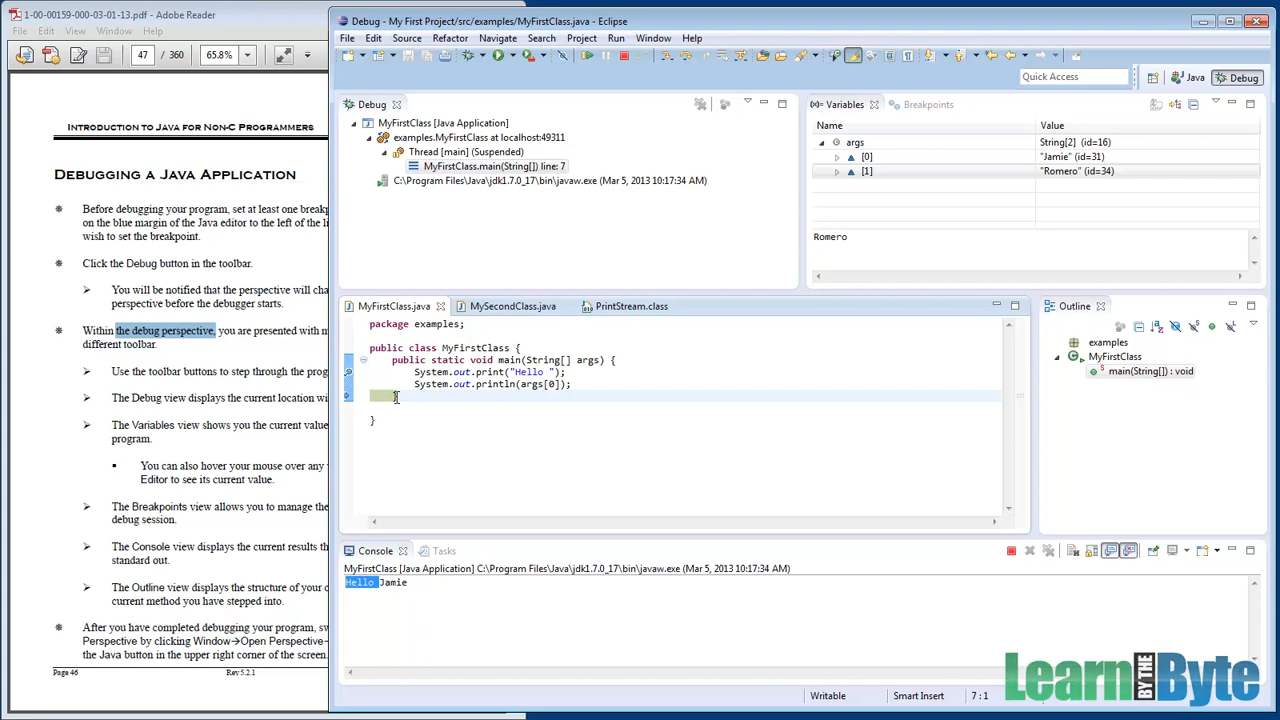 1-00-00159-000-03-01-13.pdf - Adobe Reader
File Edit View Window Help
47 / 360 65.8%
INTRODUCTION TO JAVA FOR NON-C PROGRAMMERS
DEBUGGING A JAVA APPLICATION
Before debugging your program, set at least one breakp
on the blue margin of the Java editor to the left of the li
wish to set the breakpoint.
Click the Debug button in the toolbar.
You will be notified that the perspective will cha
perspective before the debugger starts.
Within the debug perspective, you are presented with m
different toolbar.
Use the toolbar buttons to step through the prog
The Debug view displays the current location wi
The Variables view shows you the current value
program.
You can also hover your mouse over any
Editor to see its current value.
The Breakpoints view allows you to manage the
debug session.
The Console view displays the current results th
standard out.
The Outline view displays the structure of your c
current method you have stepped into.
After you have completed debugging your program, sw
Perspective by clicking Window→Open Perspective→
the Java button in the upper right corner of the screen.
Page 46 Rev 5.2.1
Debug - My First Project/src/examples/MyFirstClass.java - Eclipse
File Edit Source Refactor Navigate Search Project Run Window Help
Quick Access Java Debug
Debug
MyFirstClass [Java Application]
examples.MyFirstClass at localhost:49311
Thread [main] (Suspended)
MyFirstClass.main(String[]) line: 7
C:\Program Files\Java\jdk1.7.0_17\bin\javaw.exe (Mar 5, 2013 10:17:34 AM)
Variables Breakpoints
Name Value
args String[2] (id=16)
[0] "Jamie" (id=31)
[1] "Romero" (id=34)
Romero
MyFirstClass.java MySecondClass.java PrintStream.class
package examples;
public class MyFirstClass {
public static void main(String[] args) {
System.out.print("Hello ");
System.out.println(args[0]);
}
}
Outline
examples
MyFirstClass
main(String[]) : void
Console Tasks
MyFirstClass [Java Application] C:\Program Files\Java\jdk1.7.0_17\bin\javaw.exe (Mar 5, 2013 10:17:34 AM)
Hello Jamie
Writable Smart Insert 7 : 1
Learn BY THE Byte